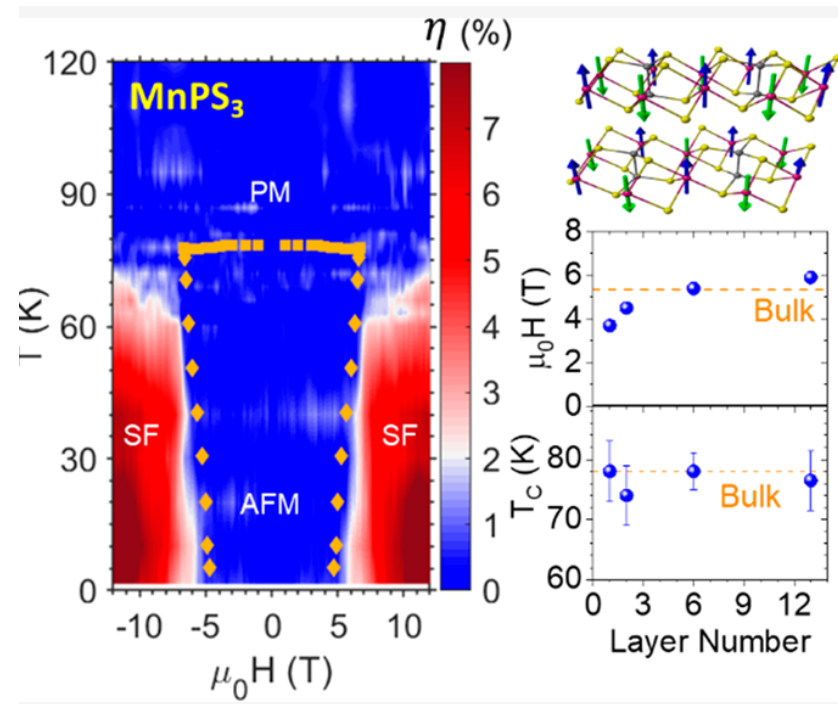 η (%)
MnPS₃
PM
SF
SF
AFM
120
90
60
30
0
T (K)
-10
-5
0
5
10
μ₀H (T)
7
6
5
4
3
2
1
0
8
6
4
2
0
μ₀H (T)
Bulk
80
70
60
T_C (K)
Bulk
0
3
6
9
12
Layer Number